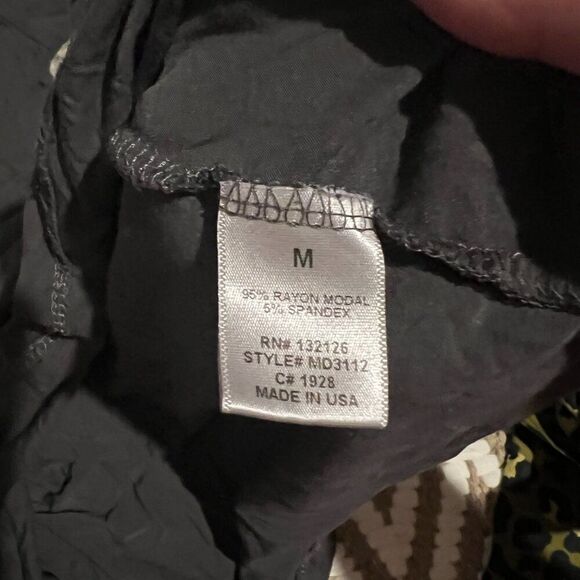 M
95% RAYON MODAL
5% SPANDEX
RN# 132126
STYLE# MD3112
C# 1928
MADE IN USA